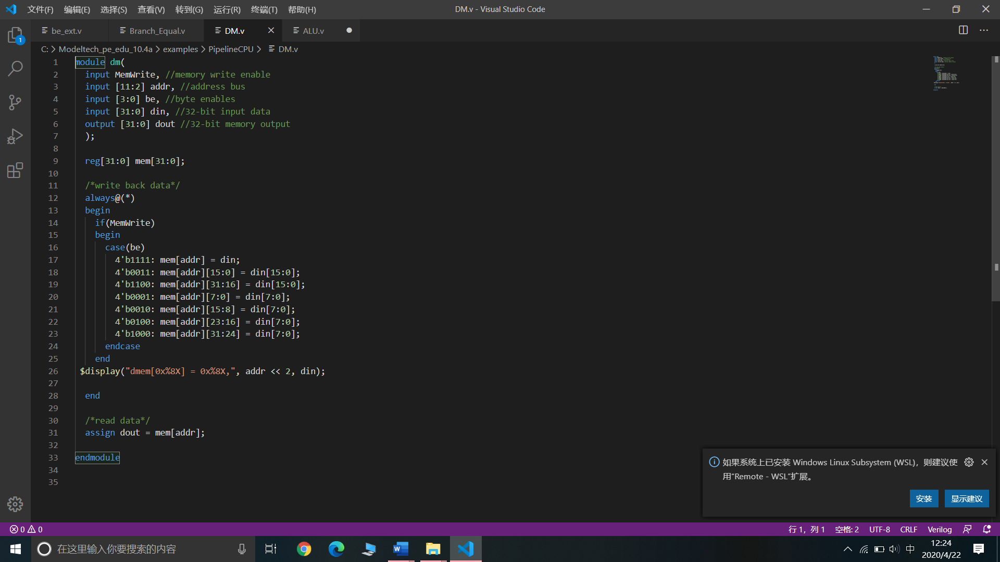 文件(F) 编辑(E) 选择(S) 查看(V) 转到(G) 运行(R) 终端(T) 帮助(H) DM.v - Visual Studio Code
be_ext.v Branch_Equal.v DM.v ALU.v
1
C: > Modeltech_pe_edu_10.4a > examples > PipelineCPU > DM.v
1 module dm(
2 input MemWrite, //memory write enable
3 input [11:2] addr, //address bus
4 input [3:0] be, //byte enables
5 input [31:0] din, //32-bit input data
6 output [31:0] dout //32-bit memory output
7 );
8
9 reg[31:0] mem[31:0];
10
11 /*write back data*/
12 always@(*)
13 begin
14 if(MemWrite)
15 begin
16 case(be)
17 4'b1111: mem[addr] = din;
18 4'b0011: mem[addr][15:0] = din[15:0];
19 4'b1100: mem[addr][31:16] = din[15:0];
20 4'b0001: mem[addr][7:0] = din[7:0];
21 4'b0010: mem[addr][15:8] = din[7:0];
22 4'b0100: mem[addr][23:16] = din[7:0];
23 4'b1000: mem[addr][31:24] = din[7:0];
24 endcase
25 end
26 $display("dmem[0x%8X] = 0x%8X,", addr << 2, din);
27
28 end
29
30 /*read data*/
31 assign dout = mem[addr];
32
33 endmodule
34
35
如果系统上已安装 Windows Linux Subsystem (WSL)，则建议使
用"Remote - WSL"扩展。
安装 显示建议
0 0 行 1，列 1 空格: 2 UTF-8 CRLF Verilog
在这里输入你要搜索的内容
中 12:24
2020/4/22